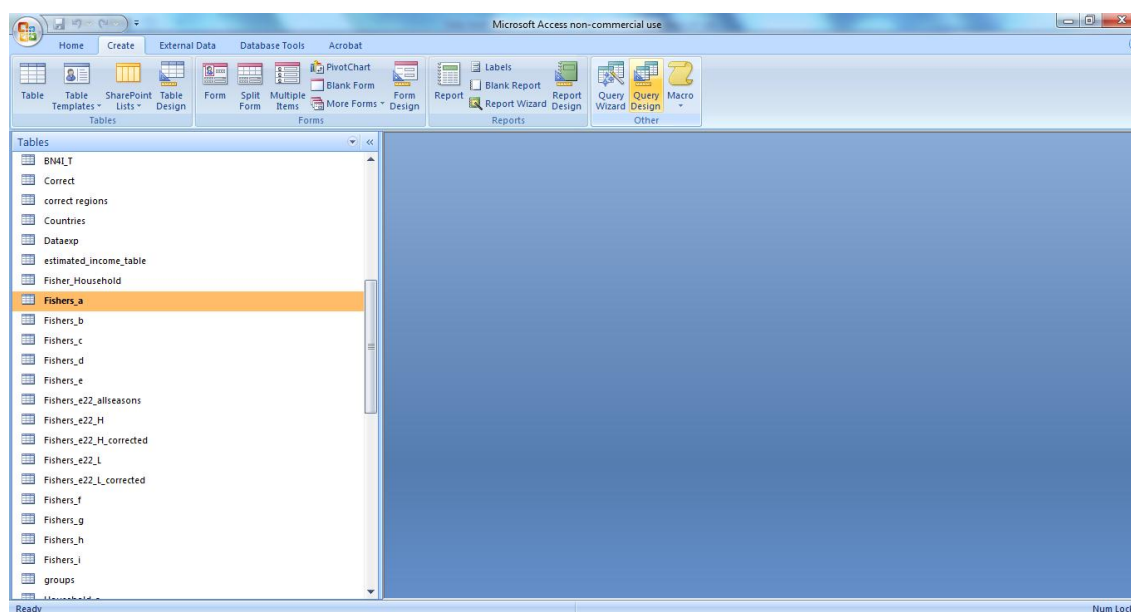 Microsoft Access non-commercial use
Home Create External Data Database Tools Acrobat
Table
Table Templates
SharePoint Lists
Table Design
Tables
Form
Split Form
Multiple Items
PivotChart
Blank Form
More Forms
Form Design
Forms
Report
Labels
Blank Report
Report Wizard
Report Design
Reports
Query Wizard
Query Design
Macro
Other
Tables
BN4I_T
Correct
correct regions
Countries
Dataexp
estimated_income_table
Fisher_Household
Fishers_a
Fishers_b
Fishers_c
Fishers_d
Fishers_e
Fishers_e22_allseasons
Fishers_e22_H
Fishers_e22_H_corrected
Fishers_e22_L
Fishers_e22_L_corrected
Fishers_f
Fishers_g
Fishers_h
Fishers_i
groups
Ready
Num Lock